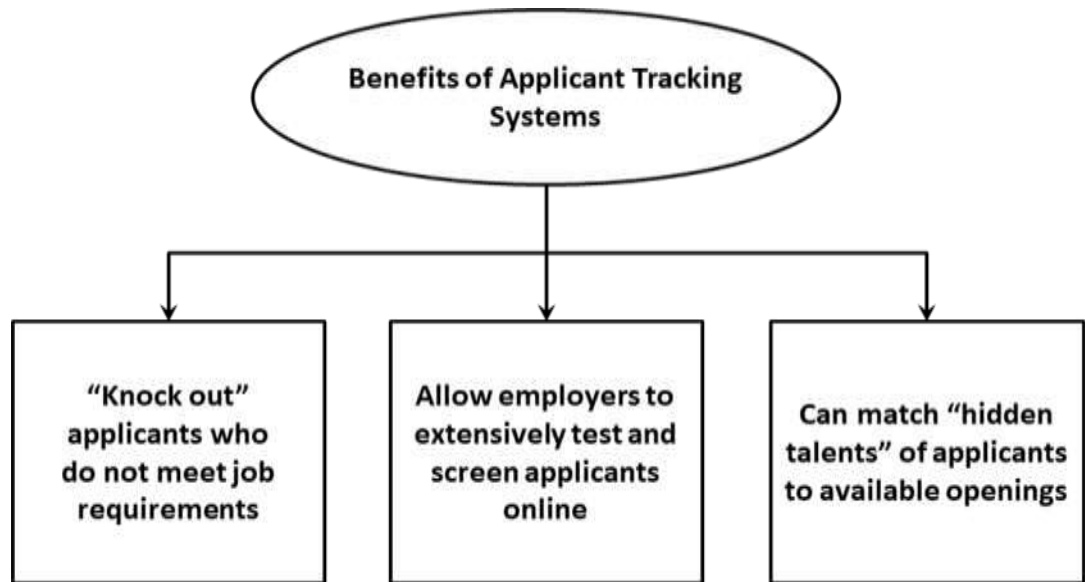 Benefits of Applicant Tracking
Systems
“Knock out”
applicants who
do not meet job
requirements
Allow employers to
extensively test and
screen applicants
online
Can match “hidden
talents” of applicants
to available openings